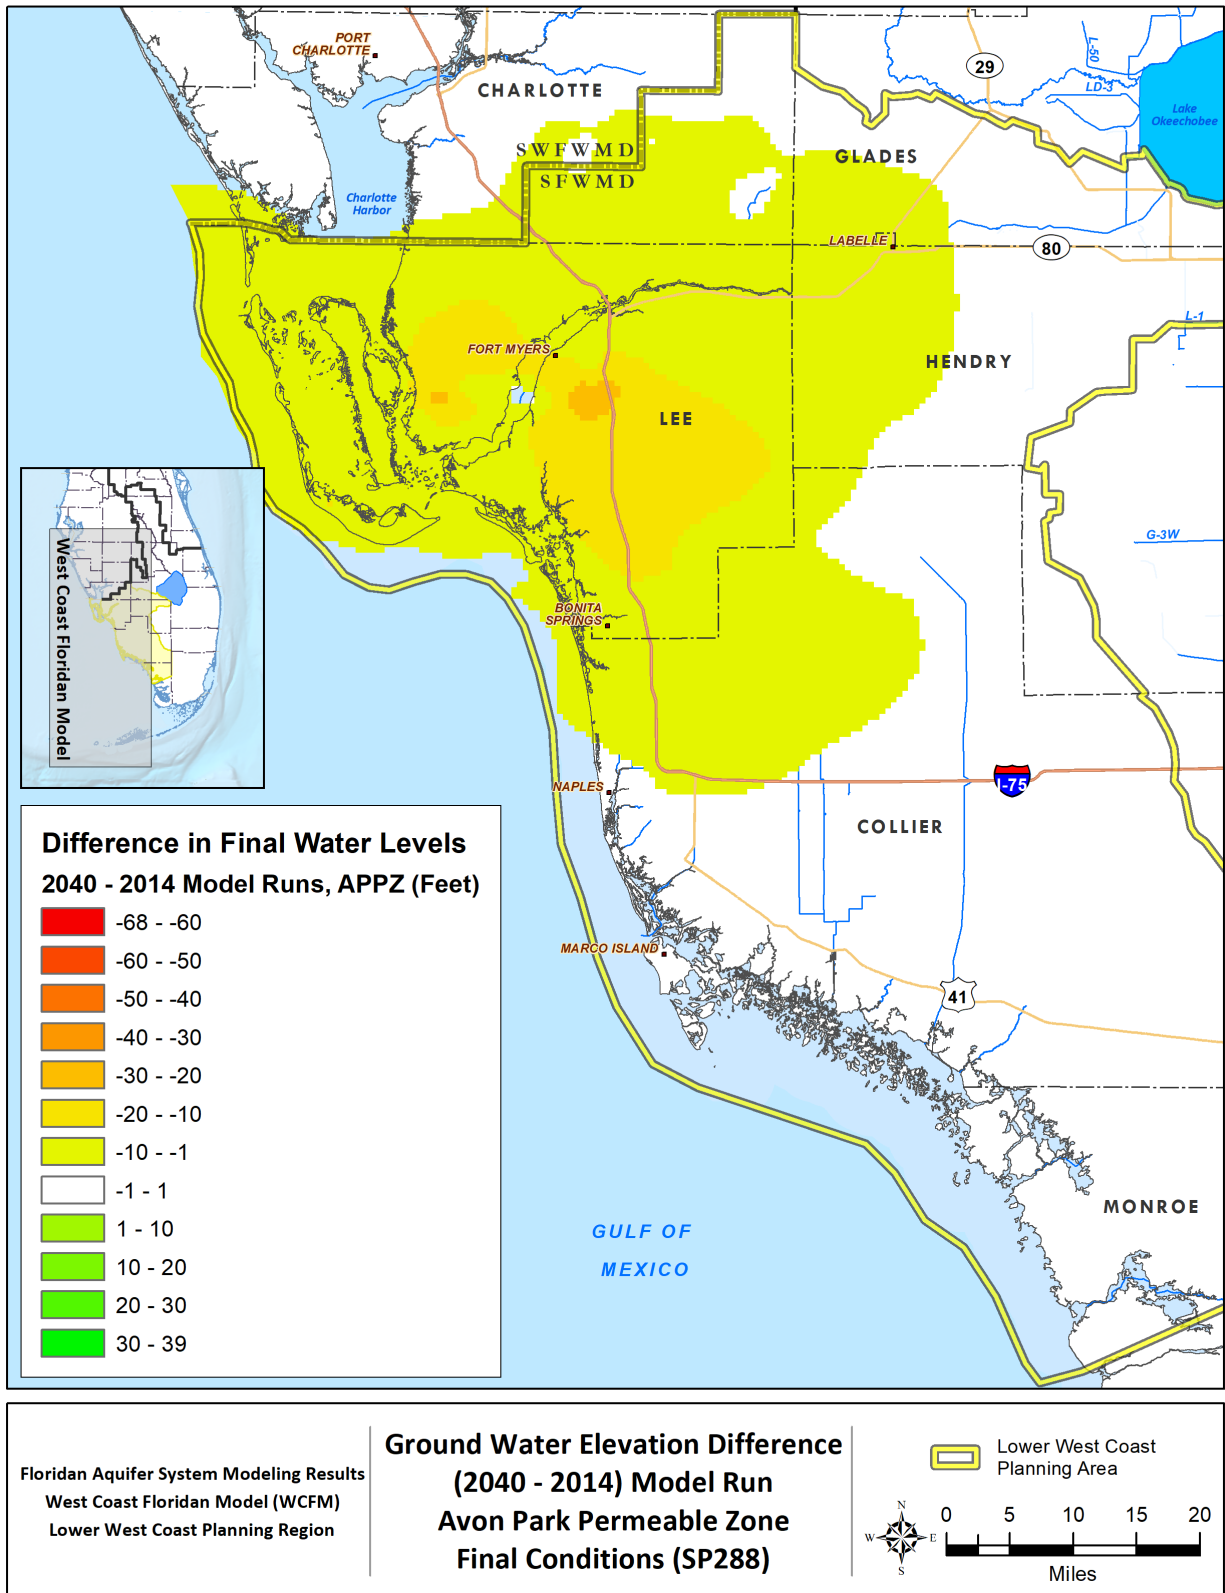 PORT
CHARLOTTE
CHARLOTTE
29
L-50
LD-3
Lake
Okeechobee
SWFWMD
SFWMD
GLADES
Charlotte
Harbor
LABELLE
80
L-1
FORT MYERS
HENDRY
LEE
G-3W
West Coast Floridan Model
BONITA
SPRINGS
NAPLES
I-75
COLLIER
MARCO ISLAND
41
MONROE
GULF OF
MEXICO
Difference in Final Water Levels
2040 - 2014 Model Runs, APPZ (Feet)
-68 - -60
-60 - -50
-50 - -40
-40 - -30
-30 - -20
-20 - -10
-10 - -1
-1 - 1
1 - 10
10 - 20
20 - 30
30 - 39
Floridan Aquifer System Modeling Results
West Coast Floridan Model (WCFM)
Lower West Coast Planning Region
Ground Water Elevation Difference
(2040 - 2014) Model Run
Avon Park Permeable Zone
Final Conditions (SP288)
Lower West Coast
Planning Area
N
W E
S
0 5 10 15 20
Miles